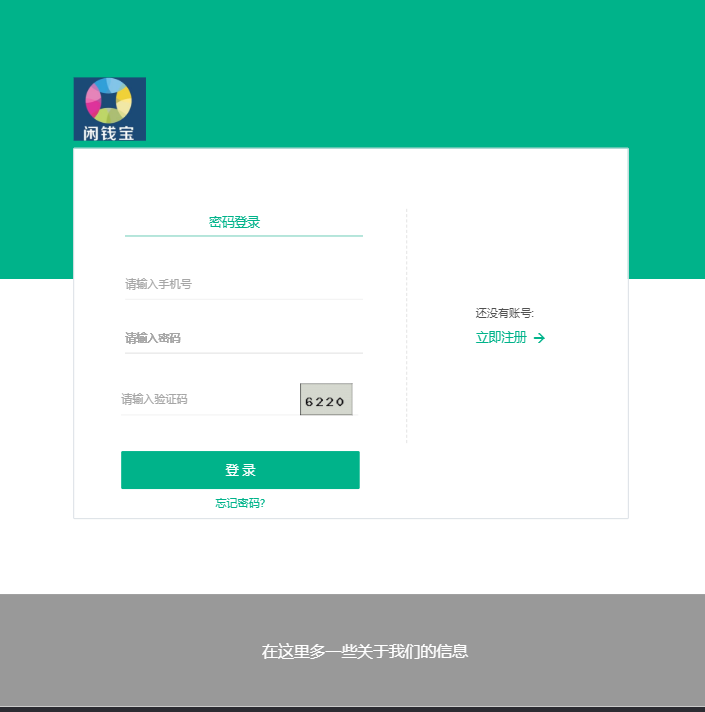 闲钱宝
密码登录
请输入手机号
请输入密码
请输入验证码
6220
登录
忘记密码?
还没有账号:
立即注册 →
在这里多一些关于我们的信息